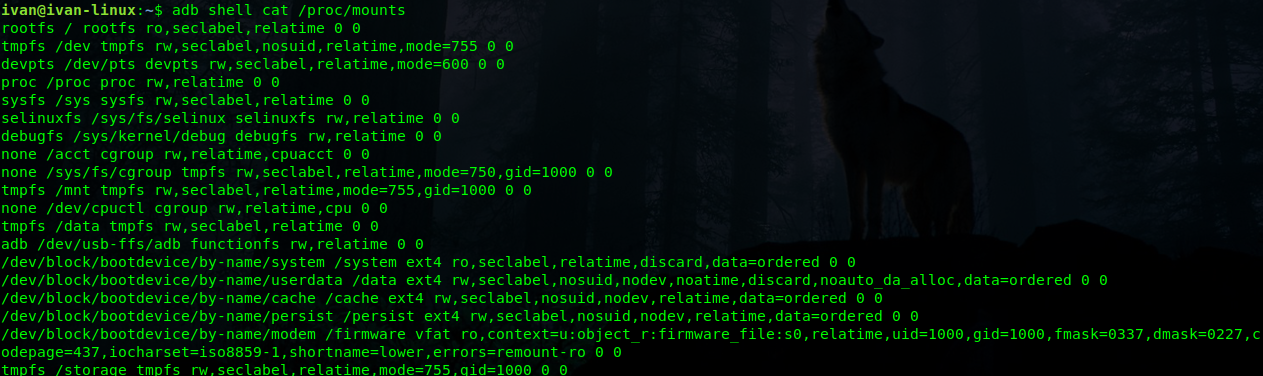 ivan@ivan-linux:~$ adb shell cat /proc/mounts
rootfs / rootfs ro,seclabel,relatime 0 0
tmpfs /dev tmpfs rw,seclabel,nosuid,relatime,mode=755 0 0
devpts /dev/pts devpts rw,seclabel,relatime,mode=600 0 0
proc /proc proc rw,relatime 0 0
sysfs /sys sysfs rw,seclabel,relatime 0 0
selinuxfs /sys/fs/selinux selinuxfs rw,relatime 0 0
debugfs /sys/kernel/debug debugfs rw,relatime 0 0
none /acct cgroup rw,relatime,cpuacct 0 0
none /sys/fs/cgroup tmpfs rw,seclabel,relatime,mode=750,gid=1000 0 0
tmpfs /mnt tmpfs rw,seclabel,relatime,mode=755,gid=1000 0 0
none /dev/cpuctl cgroup rw,relatime,cpu 0 0
tmpfs /data tmpfs rw,seclabel,relatime 0 0
adb /dev/usb-ffs/adb functionfs rw,relatime 0 0
/dev/block/bootdevice/by-name/system /system ext4 ro,seclabel,relatime,discard,data=ordered 0 0
/dev/block/bootdevice/by-name/userdata /data ext4 rw,seclabel,nosuid,nodev,noatime,discard,noauto_da_alloc,data=ordered 0 0
/dev/block/bootdevice/by-name/cache /cache ext4 rw,seclabel,nosuid,nodev,relatime,data=ordered 0 0
/dev/block/bootdevice/by-name/persist /persist ext4 rw,seclabel,nosuid,nodev,relatime,data=ordered 0 0
/dev/block/bootdevice/by-name/modem /firmware vfat ro,context=u:object_r:firmware_file:s0,relatime,uid=1000,gid=1000,fmask=0337,dmask=0227,c
odepage=437,iocharset=iso8859-1,shortname=lower,errors=remount-ro 0 0
tmpfs /storage tmpfs rw,seclabel,relatime,mode=755,gid=1000 0 0